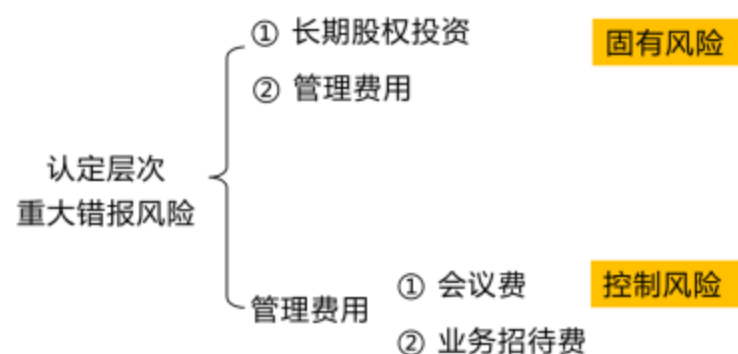 ① 长期股权投资 固有风险
② 管理费用
认定层次
重大错报风险
管理费用 ① 会议费 控制风险
② 业务招待费